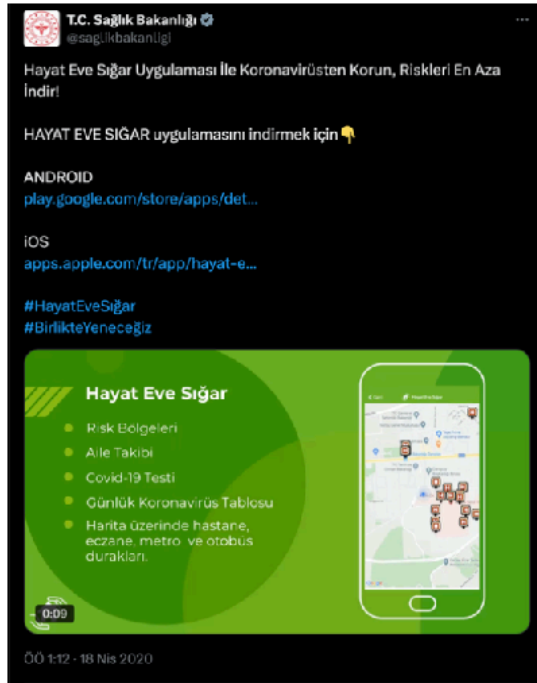 T.C. Sağlık Bakanlığı
@saglikbakanligi
Hayat Eve Sığar Uygulaması İle Koronavirüsten Korun, Riskleri En Aza
İndir!
HAYAT EVE SIĞAR uygulamasını indirmek için👇
ANDROID
play.google.com/store/apps/det...
iOS
apps.apple.com/tr/app/hayat-e...
#HayatEveSığar
#BirlikteYeneceğiz
Hayat Eve Sığar
Risk Bölgeleri
Aile Takibi
Covid-19 Testi
Günlük Koronavirüs Tablosu
Harita üzerinde hastane,
eczane, metro ve otobüs
durakları.
0:09
ÖÖ 1:12 · 18 Nis 2020